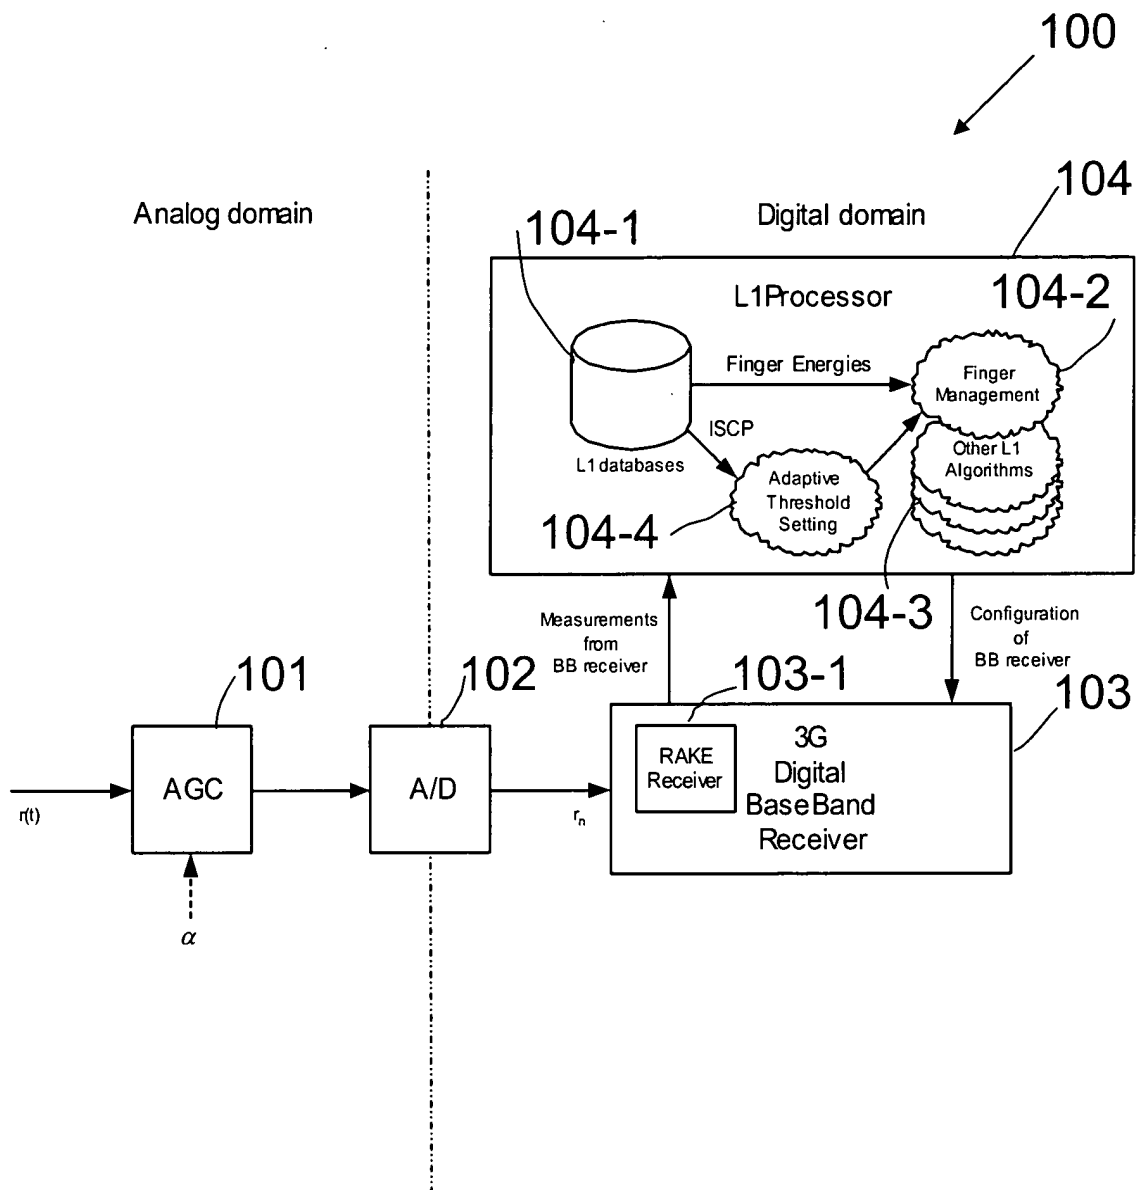 100
104
Analog domain
Digital domain
104-1
L1Processor
104-2
Finger Energies
Finger
Management
ISCP
L1 databases
Other L1
Algorithms
Adaptive
Threshold
Setting
104-4
104-3
Measurements
from
BB receiver
Configuration
of
BB receiver
101
102
103-1
103
AGC
A/D
RAKE
Receiver
3G
Digital
BaseBand
Receiver
r(t)
rₙ
α